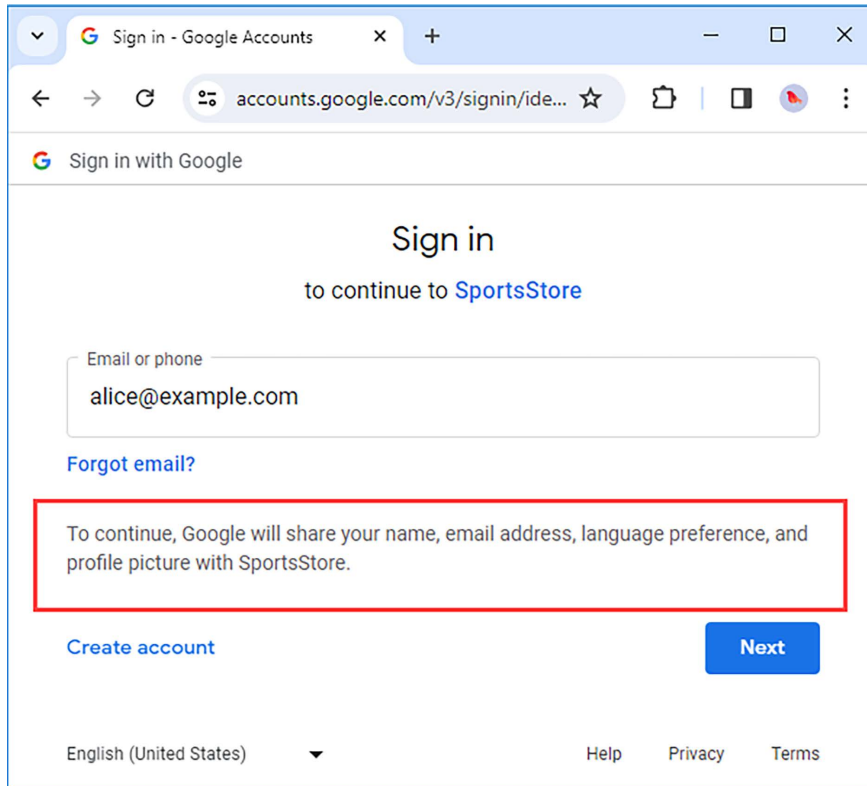 Sign in - Google Accounts
accounts.google.com/v3/signin/ide...
Sign in with Google
Sign in
to continue to SportsStore
Email or phone
alice@example.com
Forgot email?
To continue, Google will share your name, email address, language preference, and
profile picture with SportsStore.
Create account
Next
English (United States)
Help
Privacy
Terms